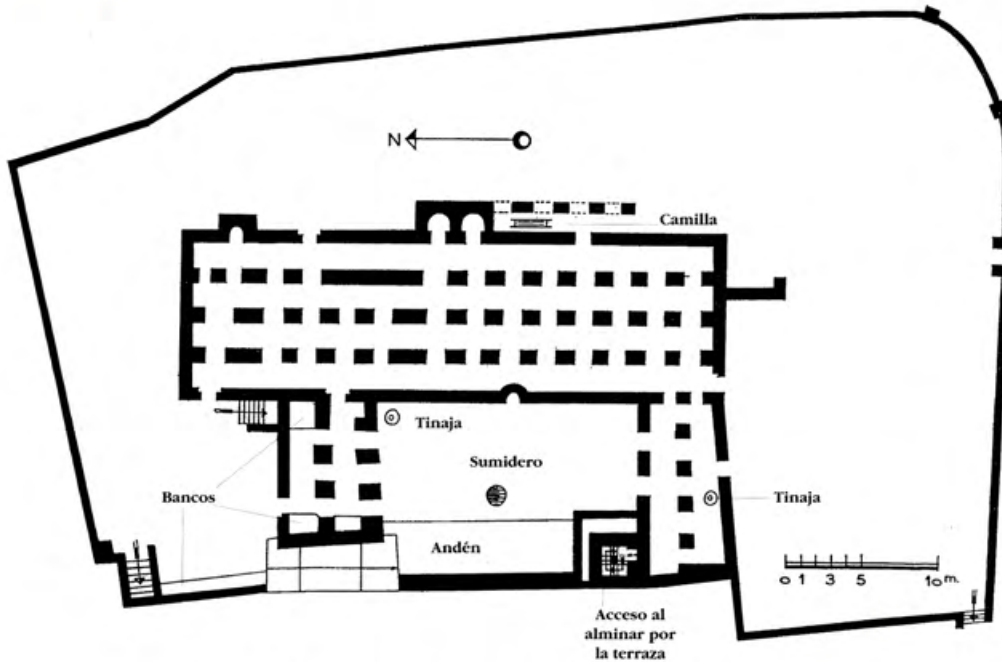 N
Camilla
Tinaja
Sumidero
Bancos
Tinaja
Andén
0 1 3 5 10 m.
Acceso al
alminar por
la terraza